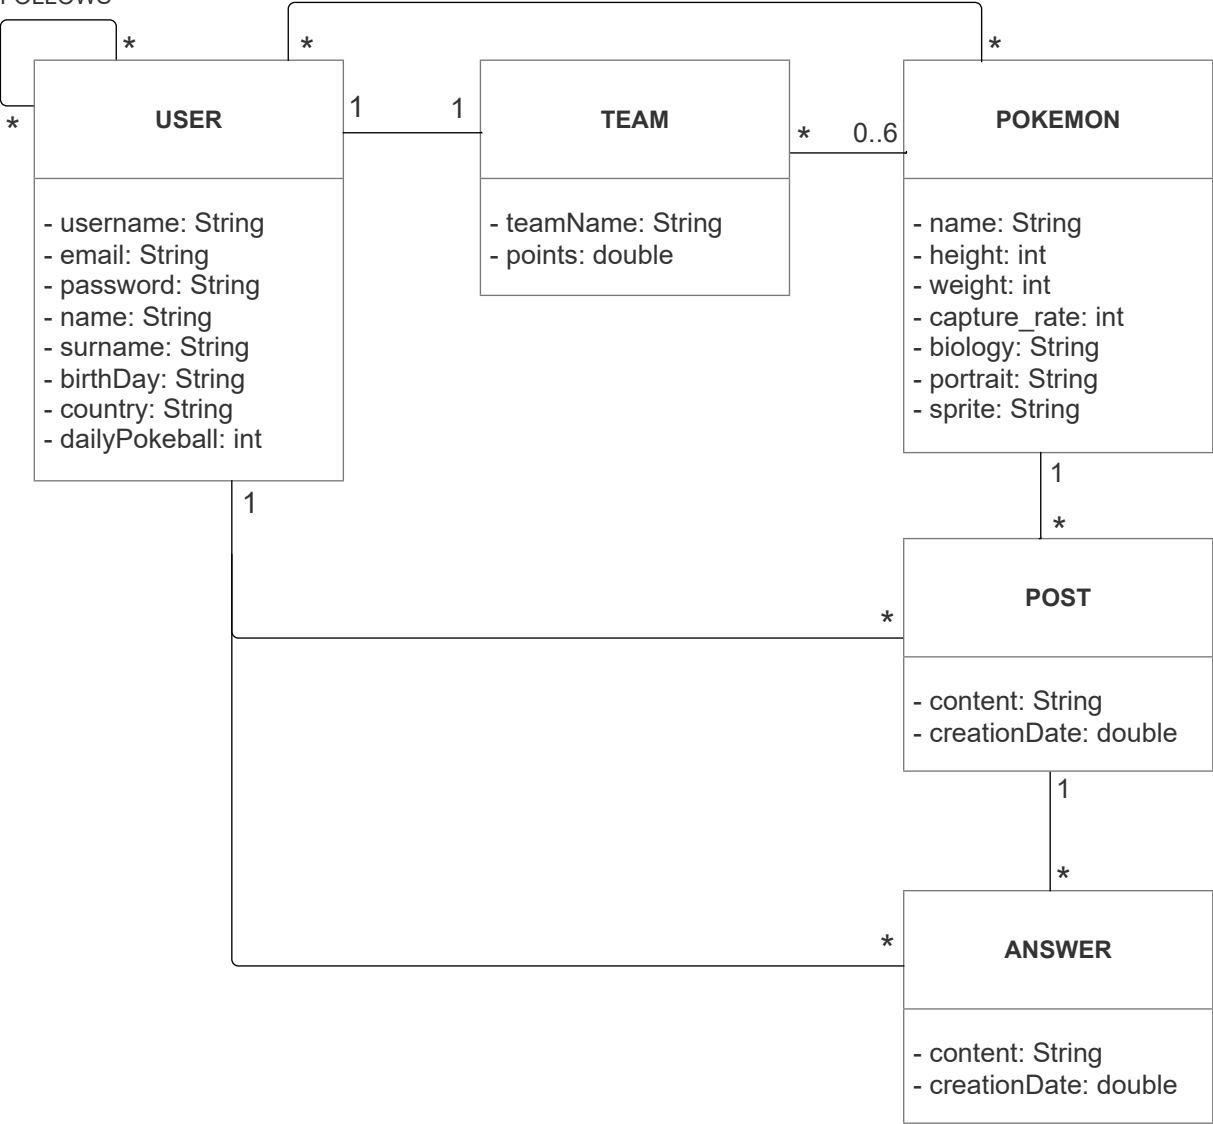 FOLLOWS
*
*
*
*
USER
1
1
TEAM
*
0..6
POKEMON
- username: String
- email: String
- password: String
- name: String
- surname: String
- birthDay: String
- country: String
- dailyPokeball: int
- teamName: String
- points: double
- name: String
- height: int
- weight: int
- capture_rate: int
- biology: String
- portrait: String
- sprite: String
1
1
*
*
POST
- content: String
- creationDate: double
1
*
*
ANSWER
- content: String
- creationDate: double